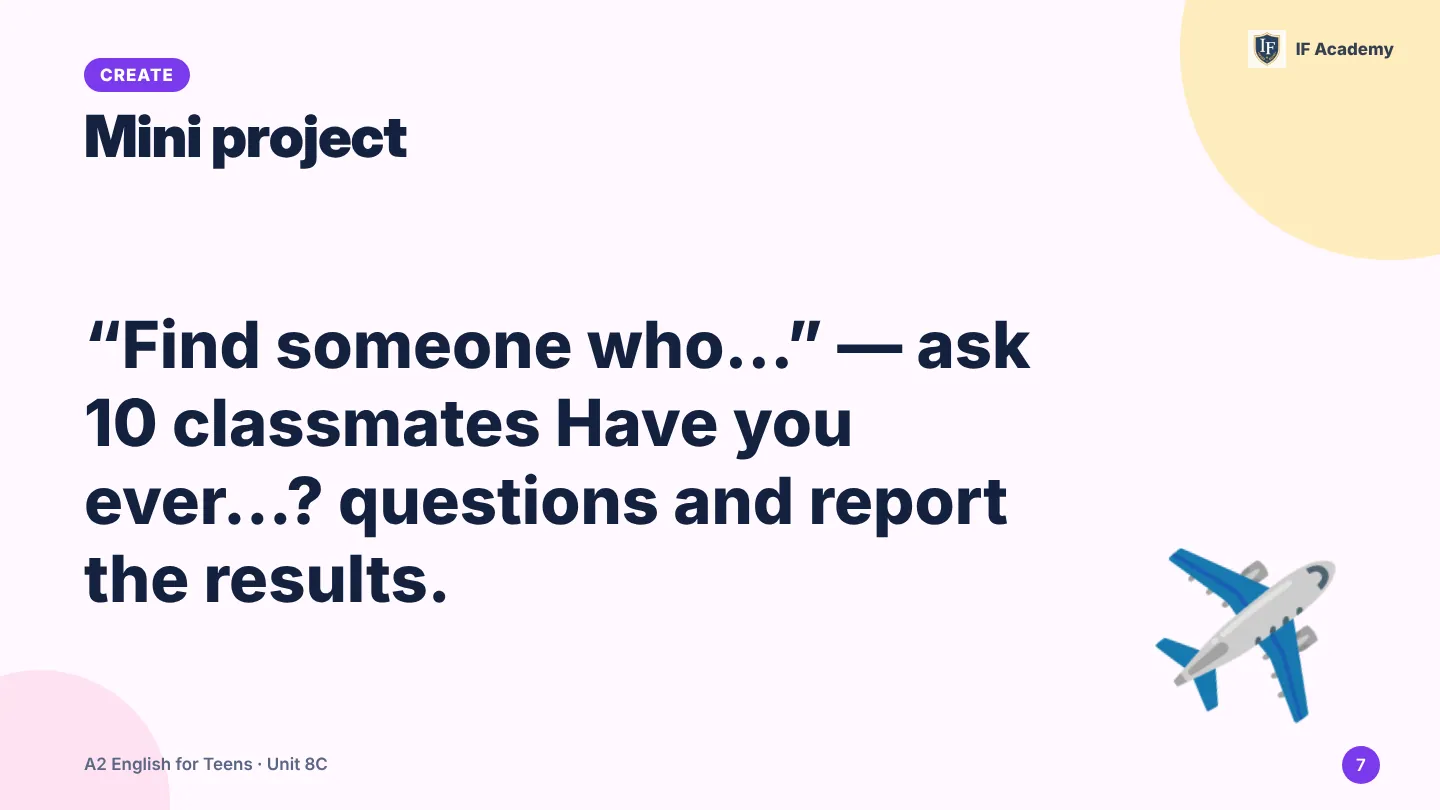 IF Academy
CREATE
Mini project
“Find someone who…” — ask
10 classmates Have you
ever…? questions and report
the results.
A2 English for Teens · Unit 8C
7